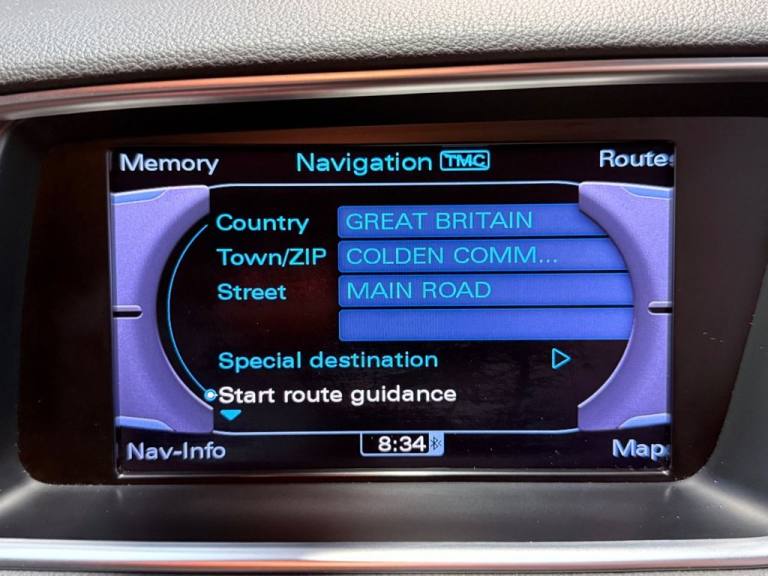 Memory Navigation TMC Routes
Country GREAT BRITAIN
Town/ZIP COLDEN COMM...
Street MAIN ROAD
Special destination
Start route guidance
Nav-Info 8:34 Map